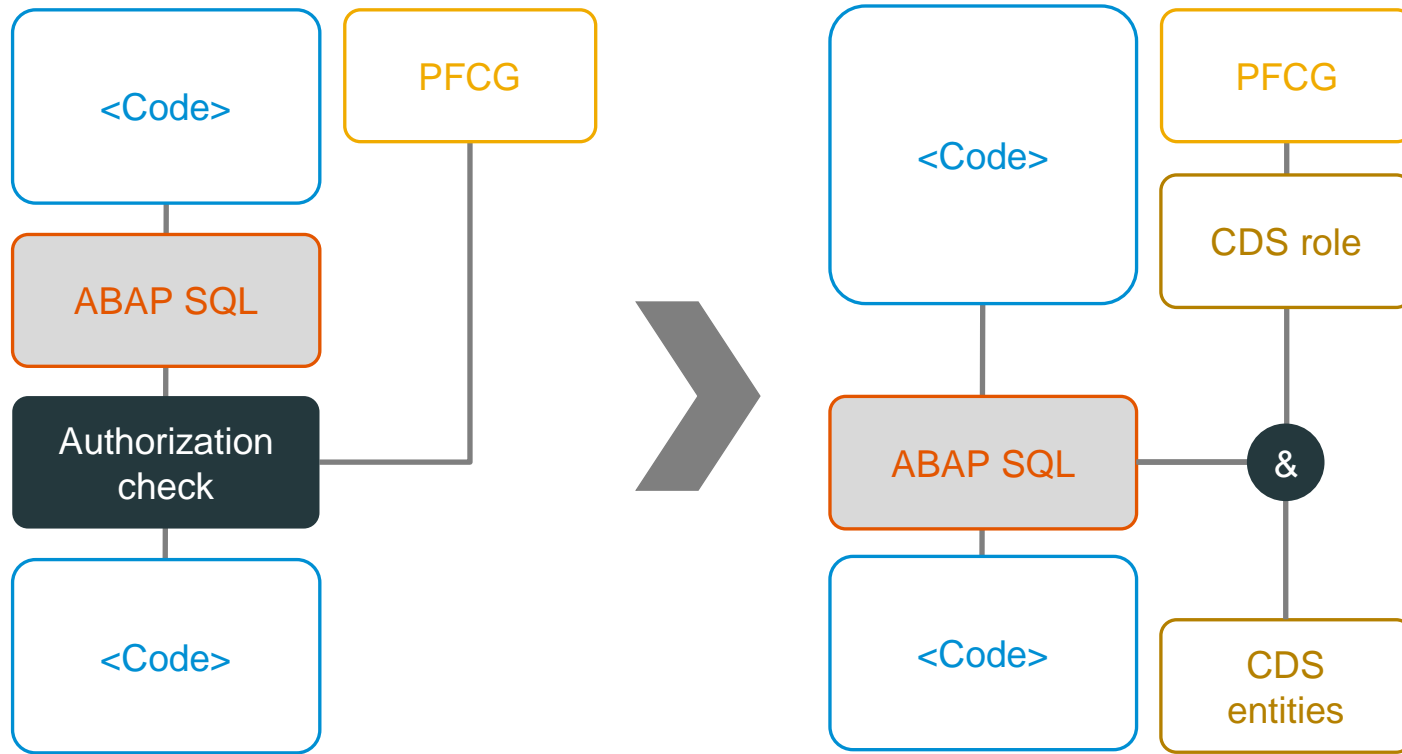 <Code>
PFCG
ABAP SQL
Authorization
check
<Code>
<Code>
PFCG
CDS role
ABAP SQL
&
<Code>
CDS
entities